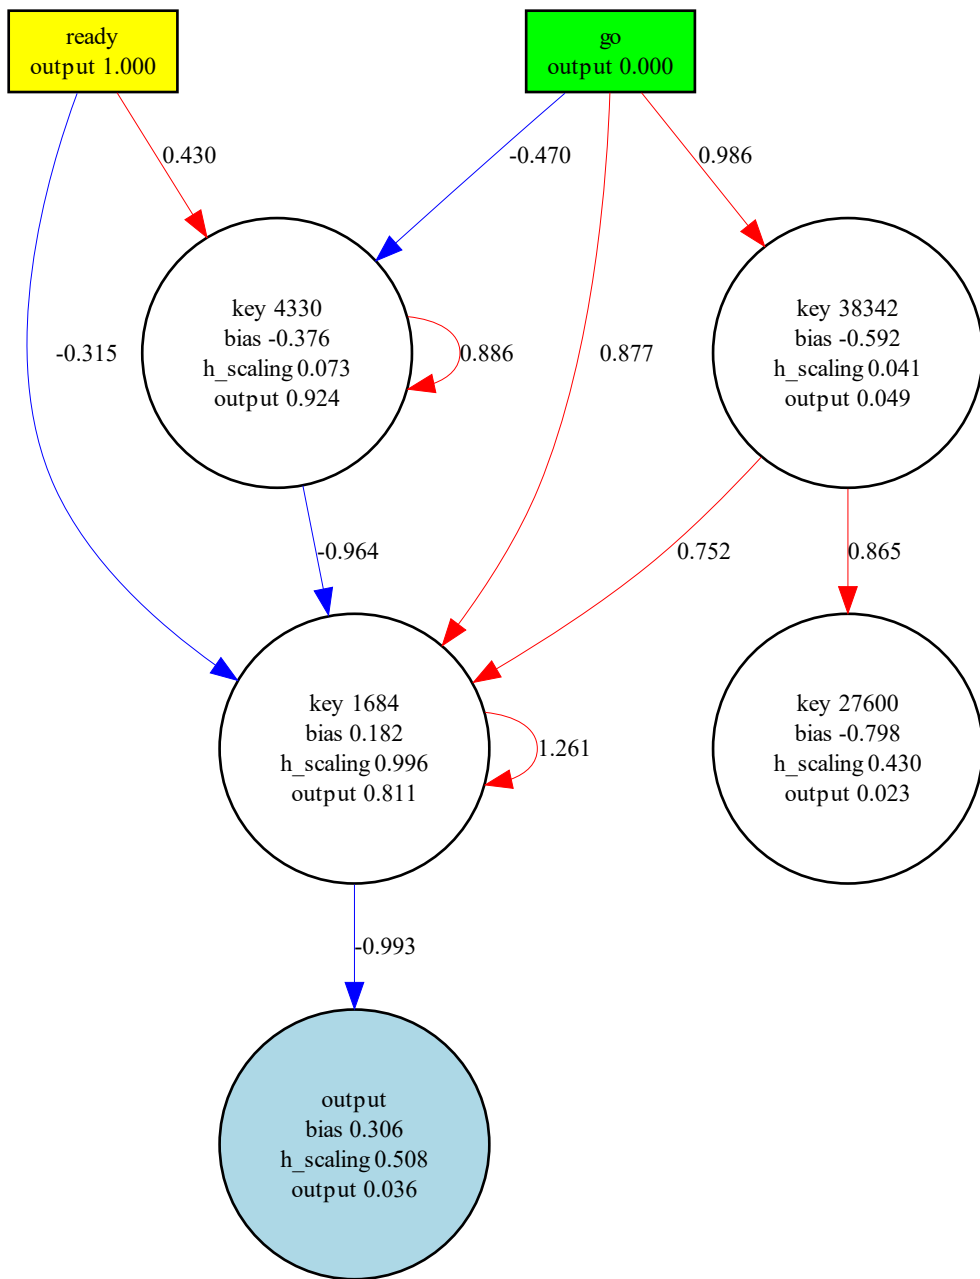 ready
output 1.000
go
output 0.000
0.430
-0.470
0.986
key 4330
bias -0.376
h_scaling 0.073
output 0.924
key 38342
bias -0.592
h_scaling 0.041
output 0.049
-0.315
0.886
0.877
-0.964
0.752
0.865
key 1684
bias 0.182
h_scaling 0.996
output 0.811
key 27600
bias -0.798
h_scaling 0.430
output 0.023
1.261
-0.993
output
bias 0.306
h_scaling 0.508
output 0.036